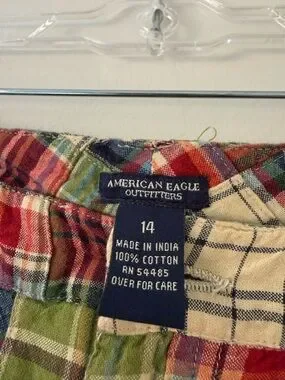 AMERICAN EAGLE
OUTFITTERS
14
MADE IN INDIA
100% COTTON
RN 54485
OVER FOR CARE